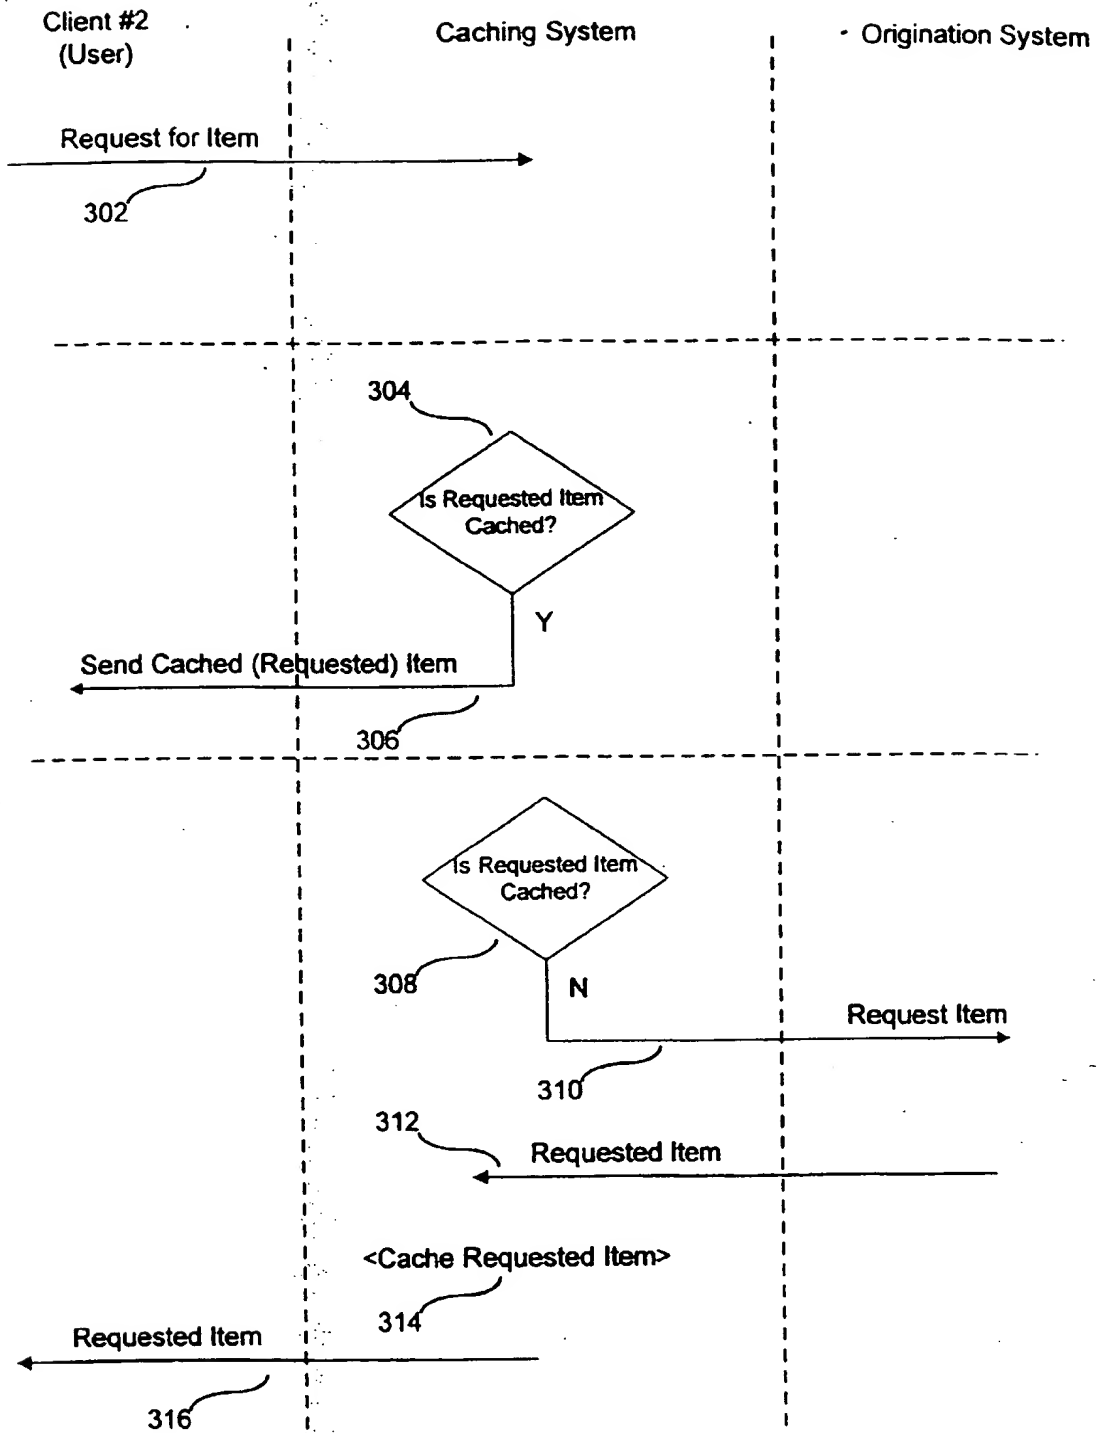 Client #2
(User)
Caching System
Origination System
Request for Item
302
304
Is Requested Item
Cached?
Y
Send Cached (Requested) Item
306
Is Requested Item
Cached?
308
N
Request Item
310
312
Requested Item
<Cache Requested Item>
314
Requested Item
316